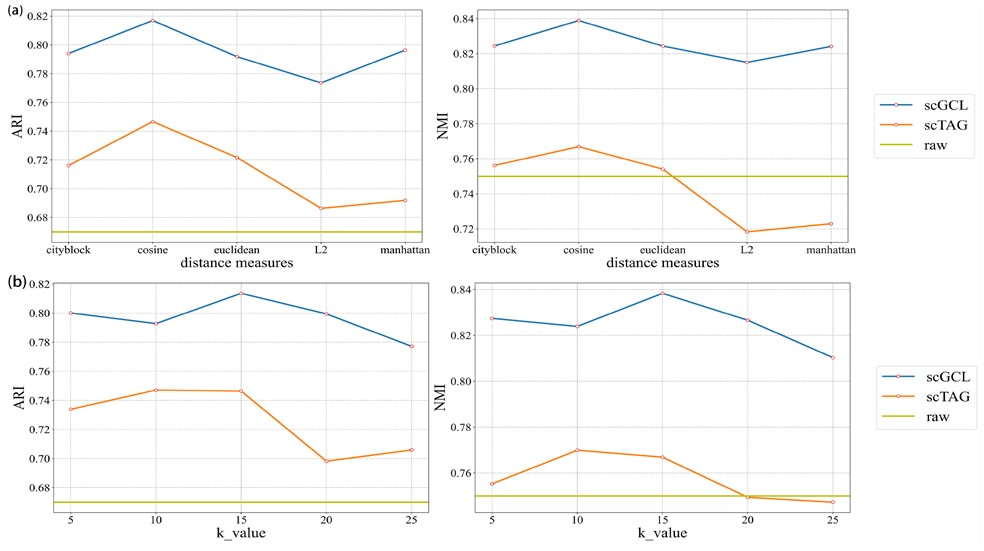 (a)
0.82
0.80
0.78
0.76
0.74
0.72
0.70
0.68
ARI
cityblock cosine euclidean L2 manhattan
distance measures
0.84
0.82
0.80
0.78
0.76
0.74
0.72
NMI
cityblock cosine euclidean L2 manhattan
distance measures
scGCL
scTAG
raw
(b)
0.82
0.80
0.78
0.76
0.74
0.72
0.70
0.68
ARI
5 10 15 20 25
k_value
0.84
0.82
0.80
0.78
0.76
NMI
5 10 15 20 25
k_value
scGCL
scTAG
raw